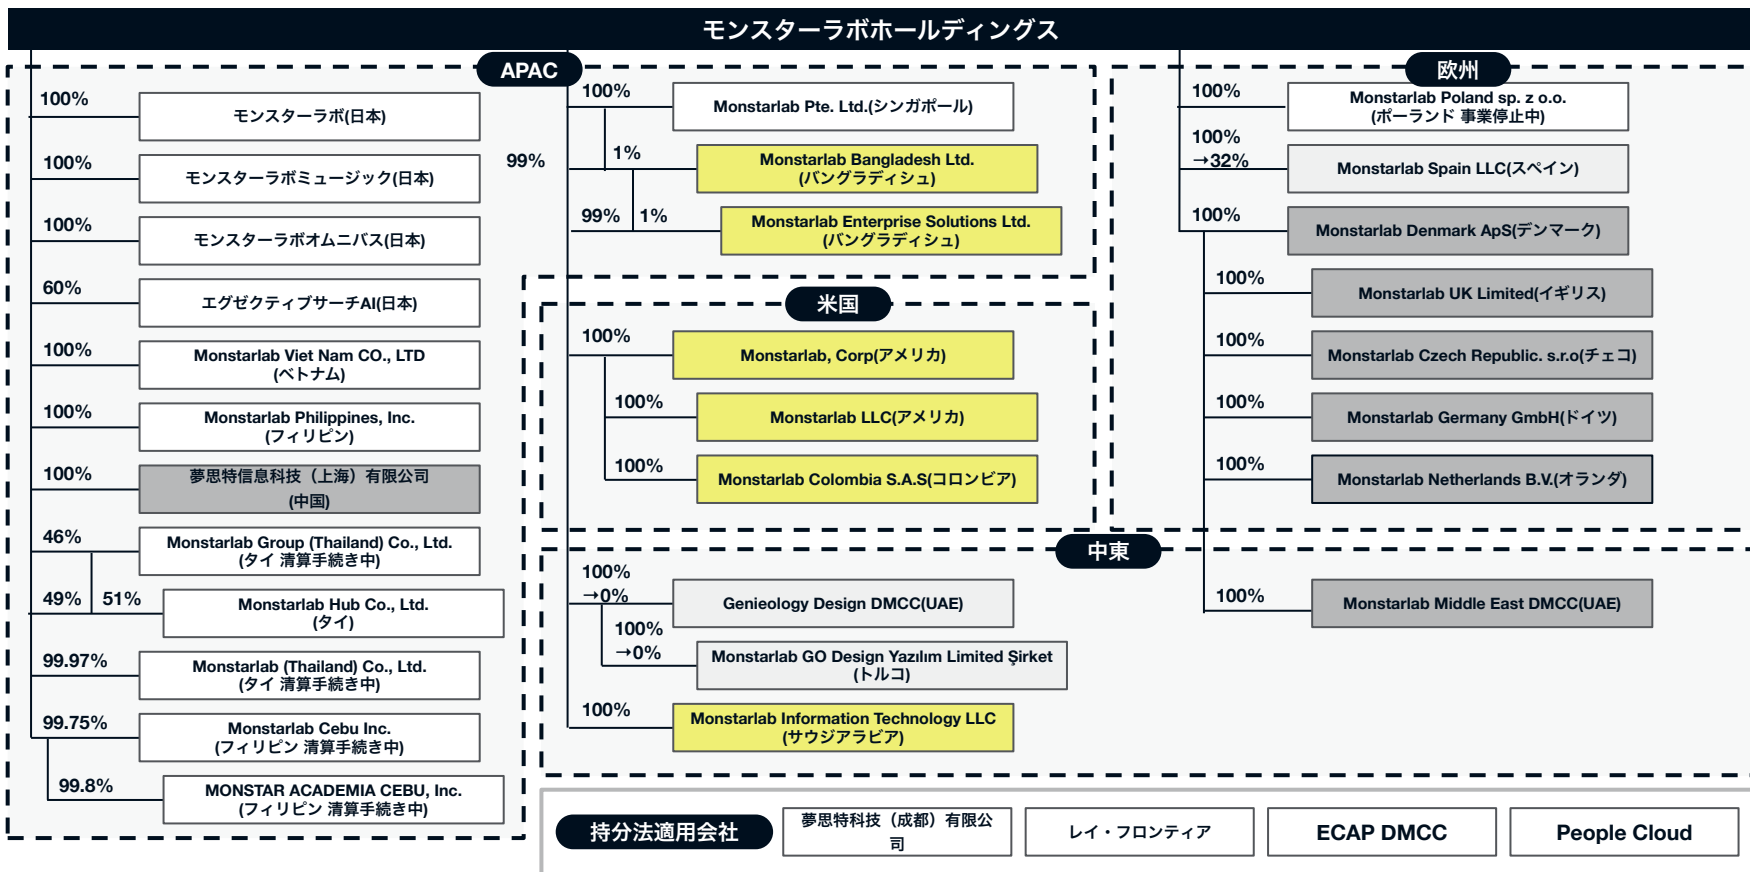 モンスターラボホールディングス
APAC
100%
モンスターラボ(日本)
100%
モンスターラボミュージック(日本)
100%
モンスターラボオムニバス(日本)
60%
エグゼクティブサーチAI(日本)
100%
Monstarlab Viet Nam CO., LTD
(ベトナム)
100%
Monstarlab Philippines, Inc.
(フィリピン)
100%
夢思特信息科技（上海）有限公司
(中国)
46%
Monstarlab Group (Thailand) Co., Ltd.
(タイ 清算手続き中)
49%
51%
Monstarlab Hub Co., Ltd.
(タイ)
99.97%
Monstarlab (Thailand) Co., Ltd.
(タイ 清算手続き中)
99.75%
Monstarlab Cebu Inc.
(フィリピン 清算手続き中)
99.8%
MONSTAR ACADEMIA CEBU, Inc.
(フィリピン 清算手続き中)
100%
Monstarlab Pte. Ltd.(シンガポール)
99%
1%
Monstarlab Bangladesh Ltd.
(バングラディシュ)
99%
1%
Monstarlab Enterprise Solutions Ltd.
(バングラディシュ)
米国
100%
Monstarlab, Corp(アメリカ)
100%
Monstarlab LLC(アメリカ)
100%
Monstarlab Colombia S.A.S(コロンビア)
欧州
100%
Monstarlab Poland sp. z o.o.
(ポーランド 事業停止中)
100%
→32%
Monstarlab Spain LLC(スペイン)
100%
Monstarlab Denmark ApS(デンマーク)
100%
Monstarlab UK Limited(イギリス)
100%
Monstarlab Czech Republic. s.r.o(チェコ)
100%
Monstarlab Germany GmbH(ドイツ)
100%
Monstarlab Netherlands B.V.(オランダ)
中東
100%
→0%
Genieology Design DMCC(UAE)
100%
→0%
Monstarlab GO Design Yazılım Limited Şirket
(トルコ)
100%
Monstarlab Information Technology LLC
(サウジアラビア)
100%
Monstarlab Middle East DMCC(UAE)
持分法適用会社
夢思特科技（成都）有限公
司
レイ・フロンティア
ECAP DMCC
People Cloud